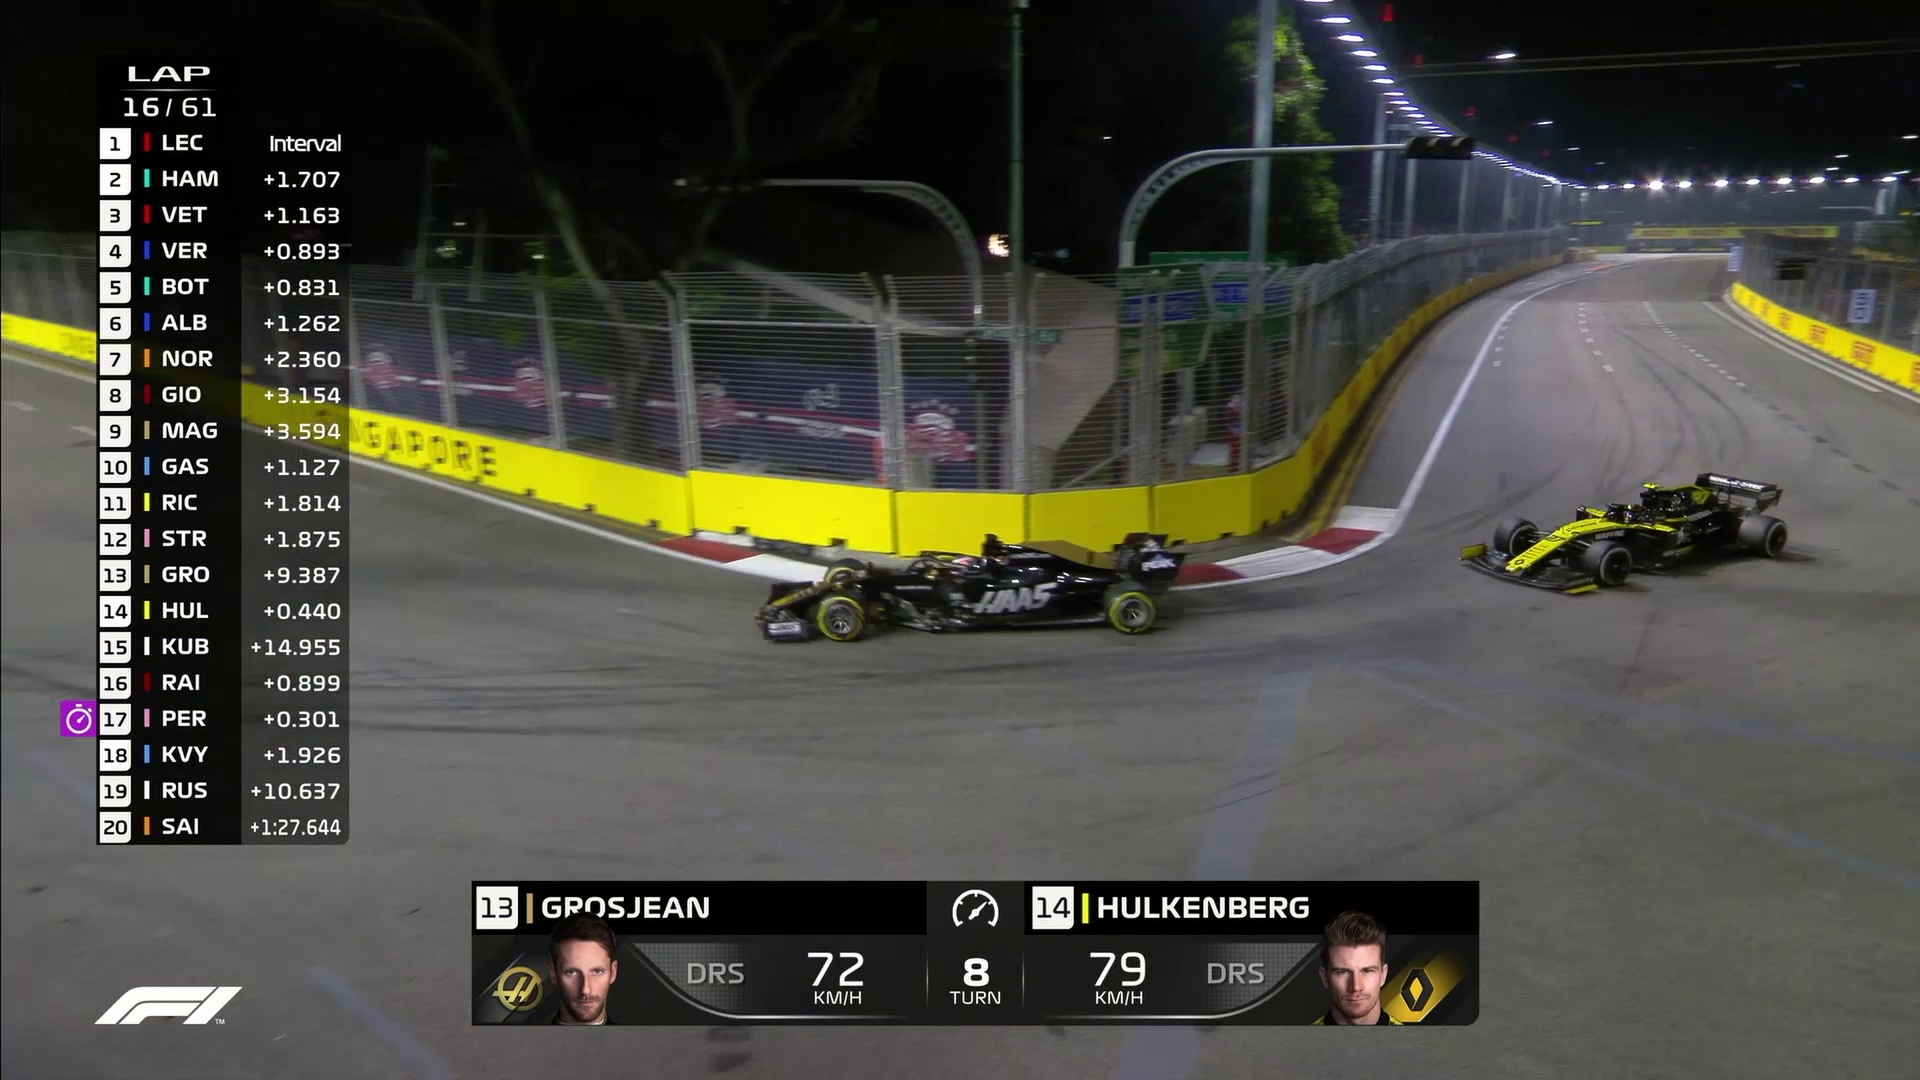 LAP
16/61
1 LEC Interval
2 HAM +1.707
3 VET +1.163
4 VER +0.893
5 BOT +0.831
6 ALB +1.262
7 NOR +2.360
8 GIO +3.154
9 MAG +3.594
10 GAS +1.127
11 RIC +1.814
12 STR +1.875
13 GRO +9.387
14 HUL +0.440
15 KUB +14.955
16 RAI +0.899
17 PER +0.301
18 KVY +1.926
19 RUS +10.637
20 SAI +1:27.644
NGAPORE
HAAS
PEAK
13 GROSJEAN
14 HULKENBERG
DRS 72 KM/H
8 TURN
79 KM/H DRS
F1 TM